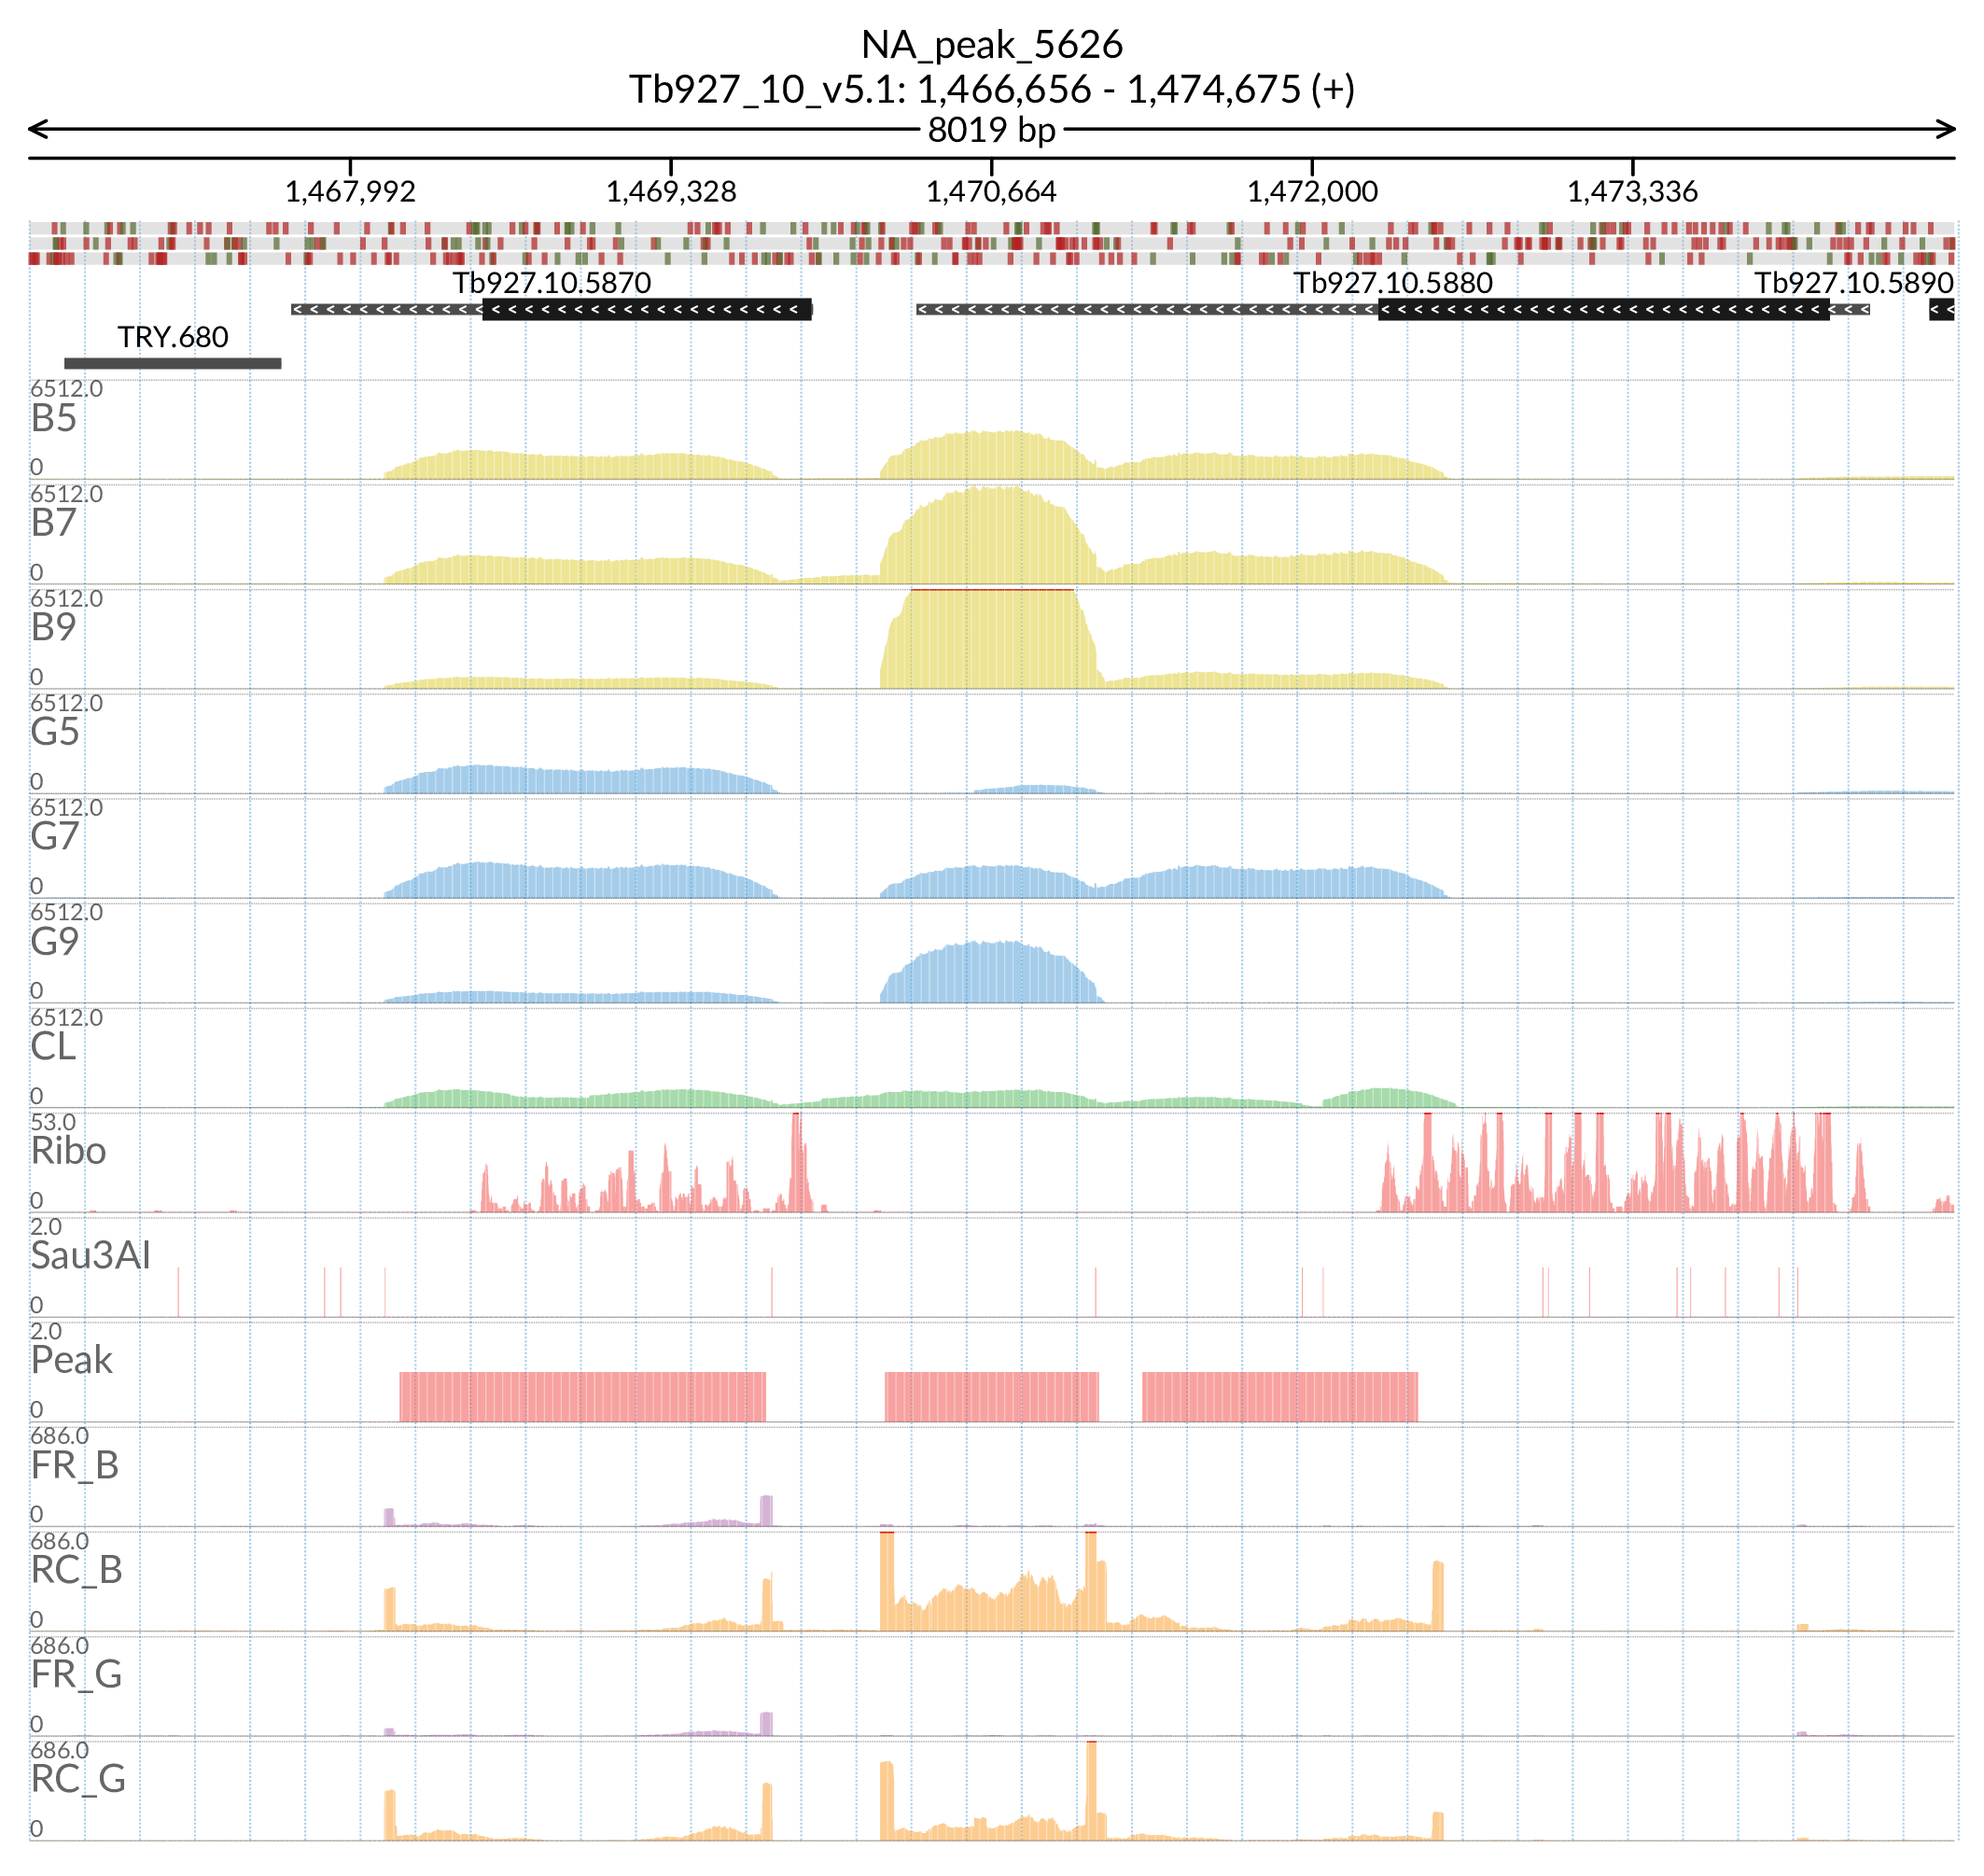 NA_peak_5626
Tb927_10_v5.1: 1,466,656 - 1,474,675 (+)
8019 bp
1,467,992 1,469,328 1,470,664 1,472,000 1,473,336
Tb927.10.5870 Tb927.10.5880 Tb927.10.5890
TRY.680
6512.0
B5
0
6512.0
B7
0
6512.0
B9
0
6512.0
G5
0
6512.0
G7
0
6512.0
G9
0
6512.0
CL
0
53.0
Ribo
0
2.0
Sau3AI
0
2.0
Peak
0
686.0
FR_B
0
686.0
RC_B
0
686.0
FR_G
0
686.0
RC_G
0